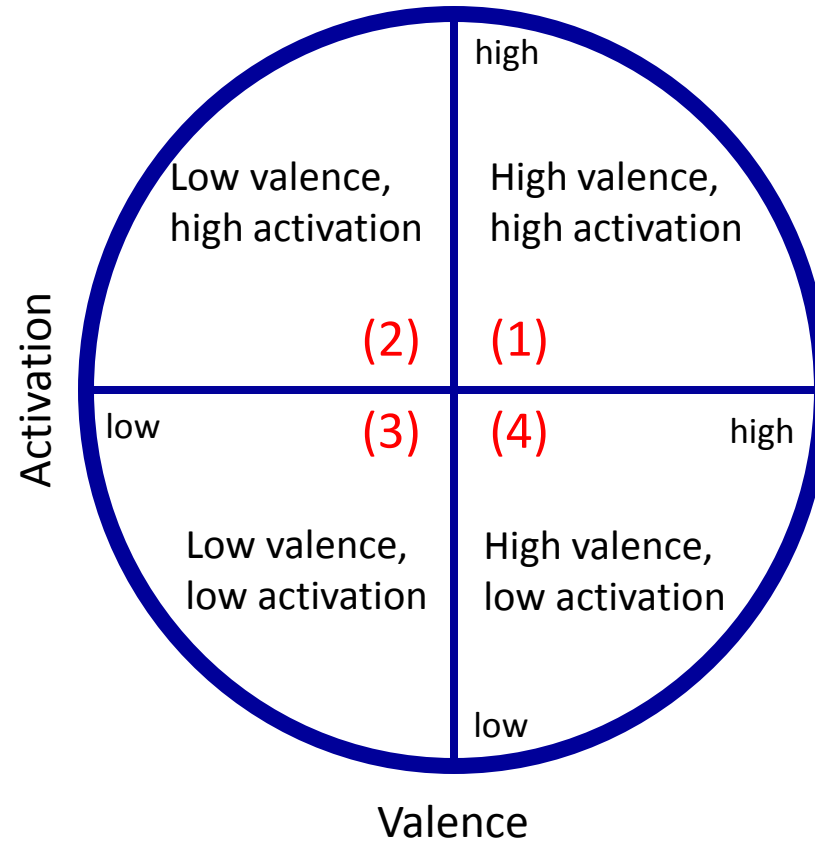 high
Low valence,
high activation
High valence,
high activation
(2)
(1)
Activation
low
(3)
(4)
high
Low valence,
low activation
High valence,
low activation
low
Valence